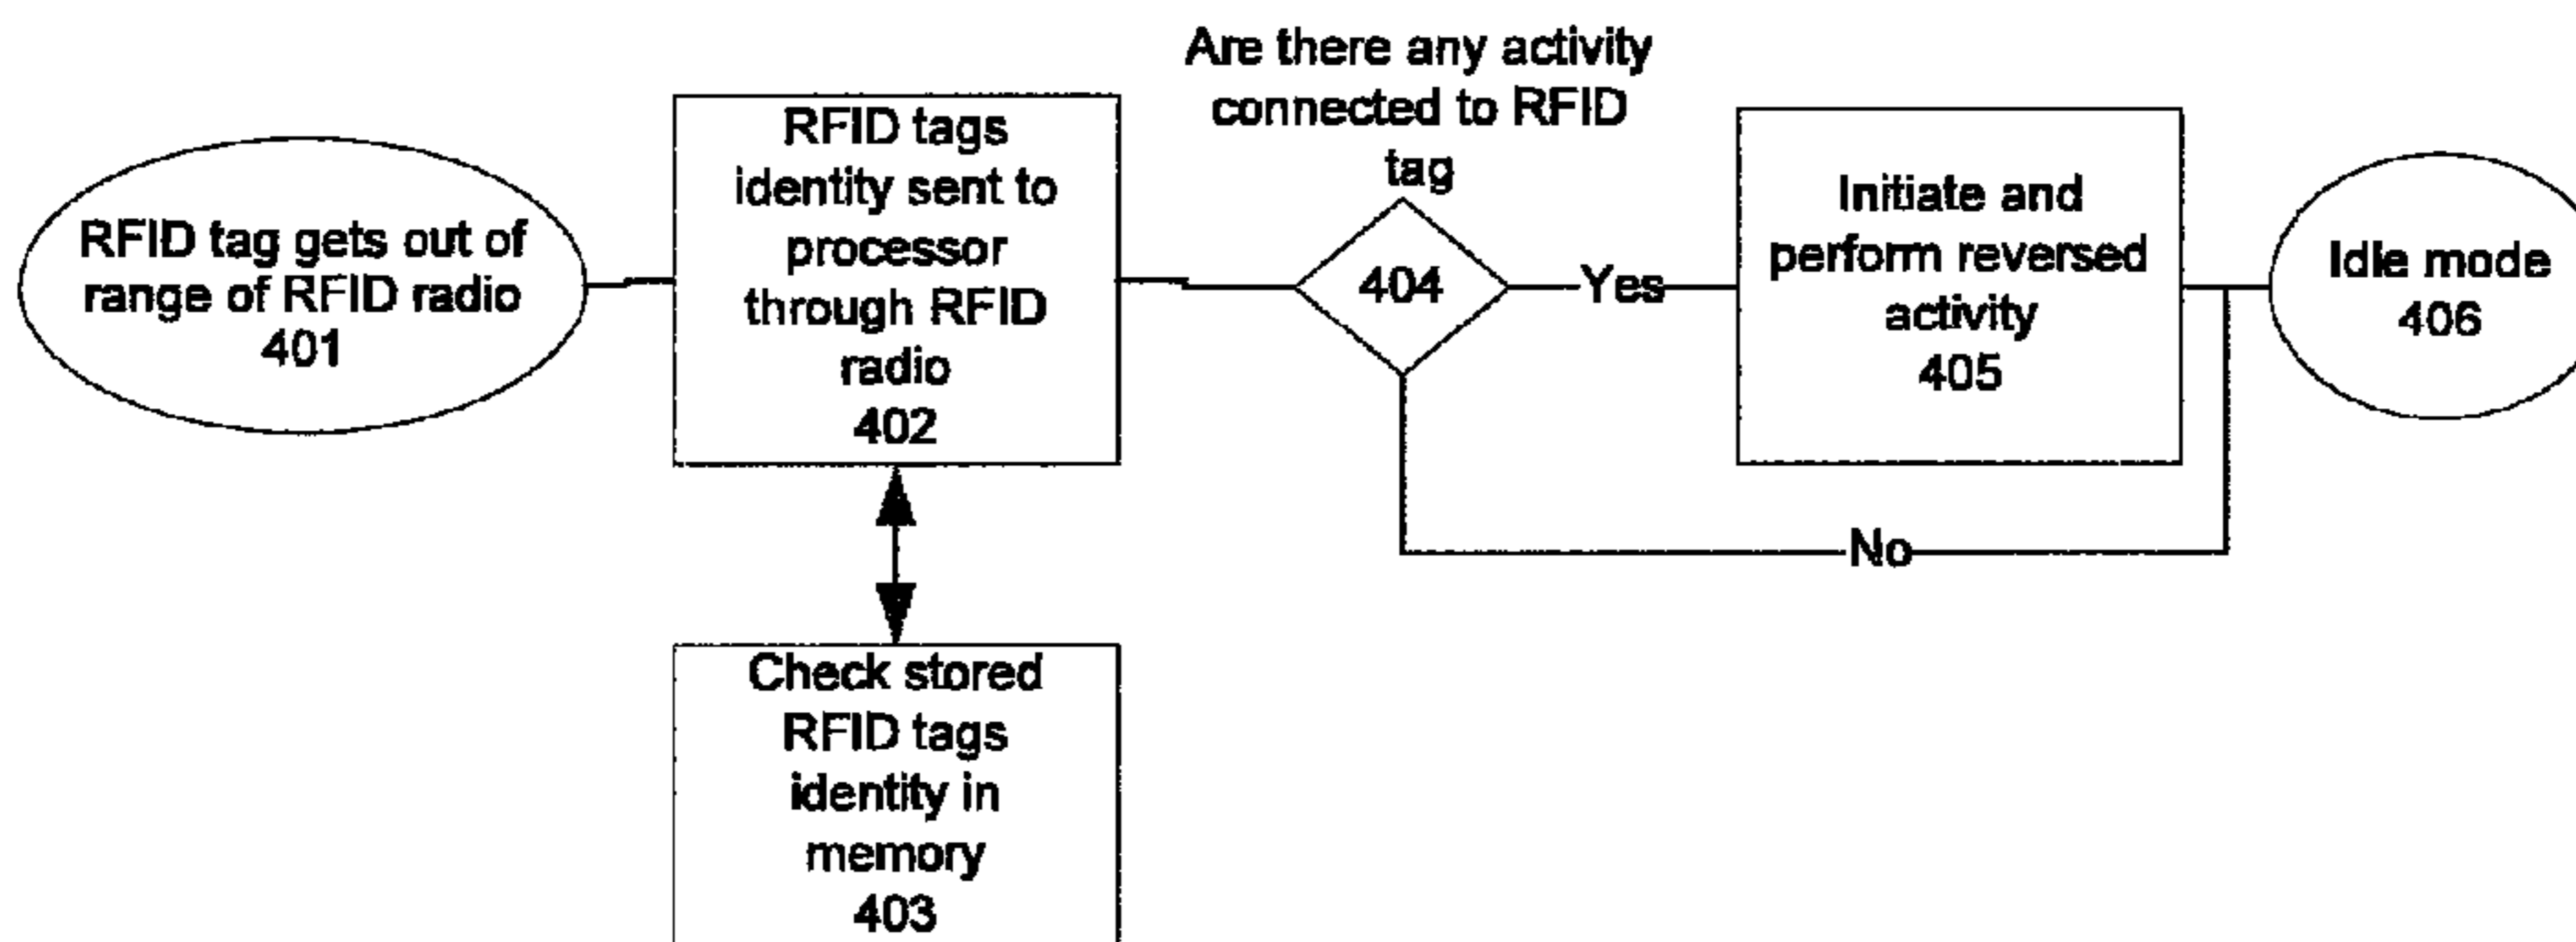 RFID tag gets out of
range of RFID radio
401
RFID tags
identity sent to
processor
through RFID
radio
402
Check stored
RFID tags
identity in
memory
403
Are there any activity
connected to RFID
tag
404
Yes
No
Initiate and
perform reversed
activity
405
Idle mode
406